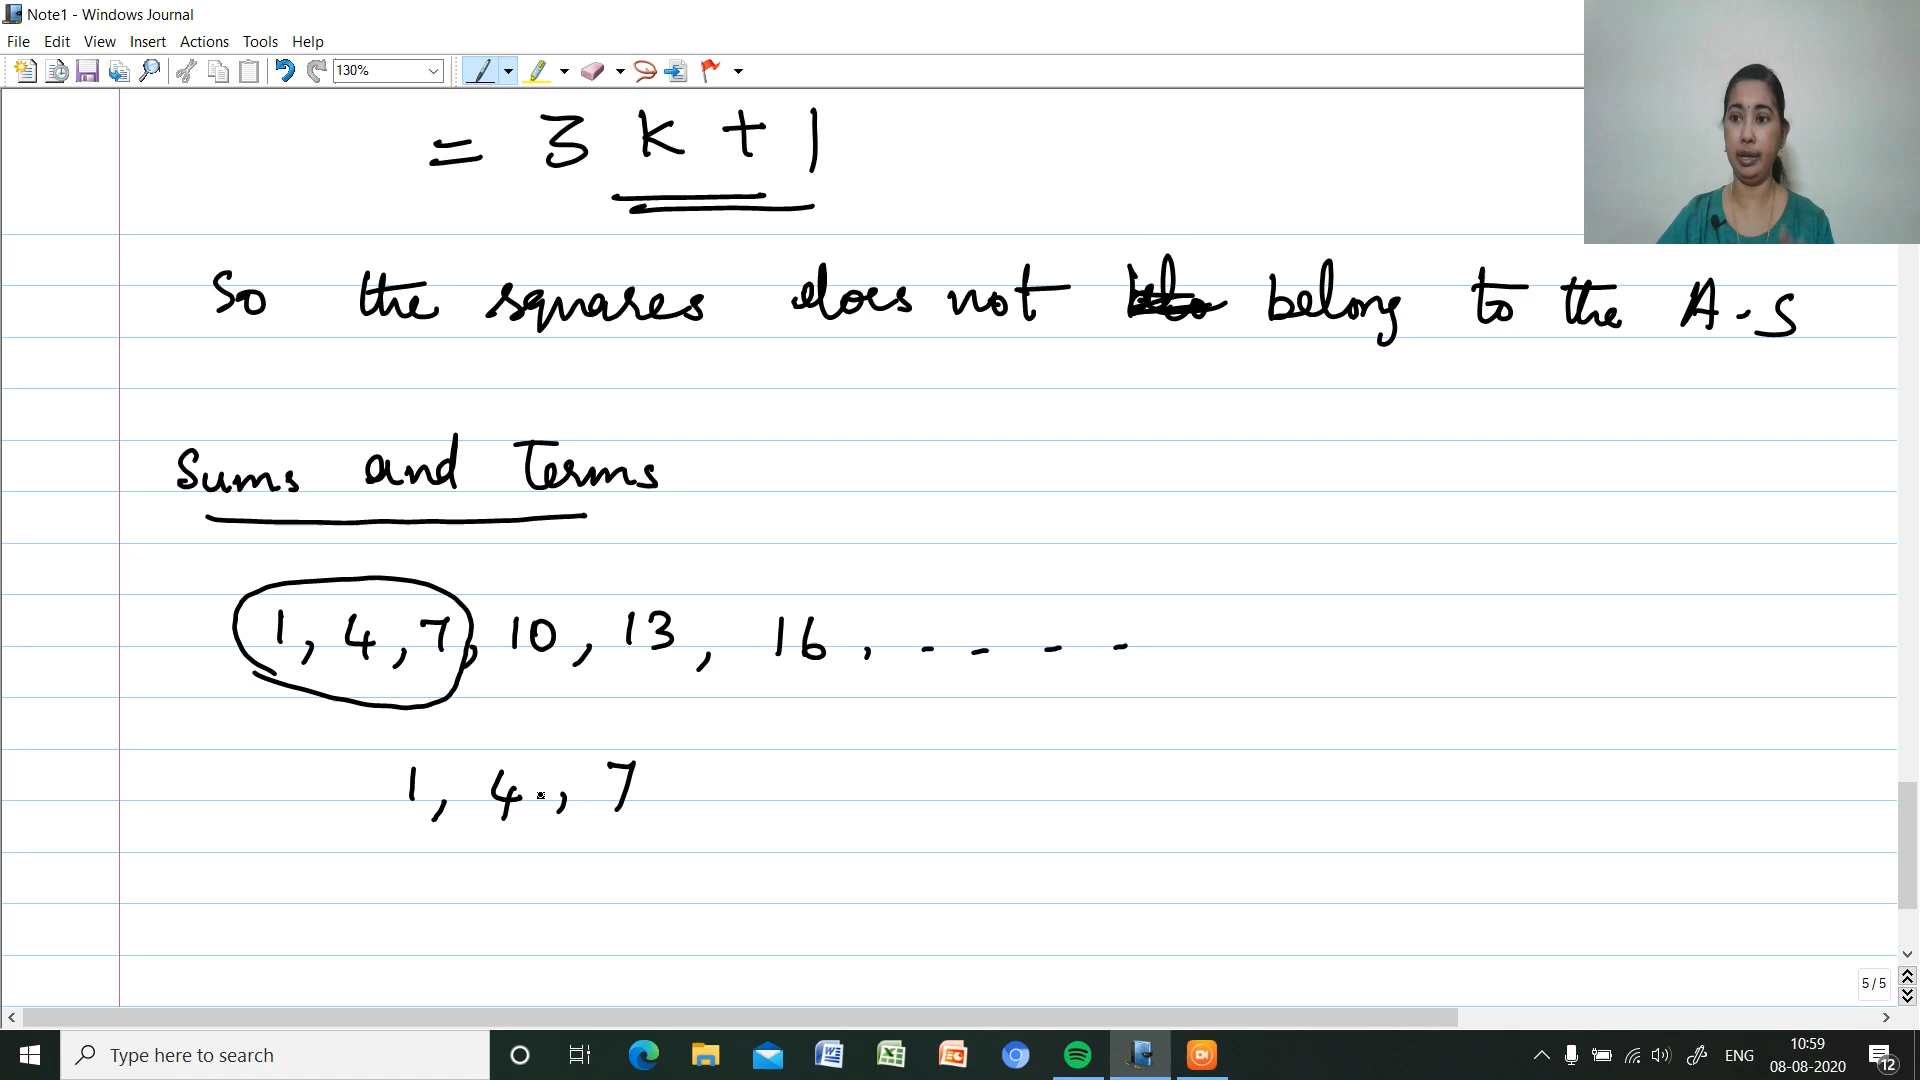 Note1 - Windows Journal
File Edit View Insert Actions Tools Help
130%
= 3 k + 1
So the squares does not belong to the A.S
Sums and Terms
1, 4, 7, 10, 13, 16, - - - -
1, 4., 7
5 / 5
Type here to search
ENG
10:59
08-08-2020
12